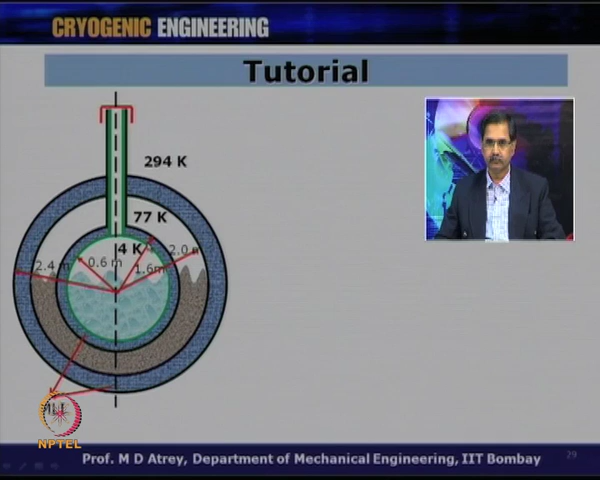 CRYOGENIC ENGINEERING
Tutorial
294 K
77 K
4 K
2.0
2.4 m
0.6 m
1.6m
NPTEL
Prof. M D Atrey, Department of Mechanical Engineering, IIT Bombay
29